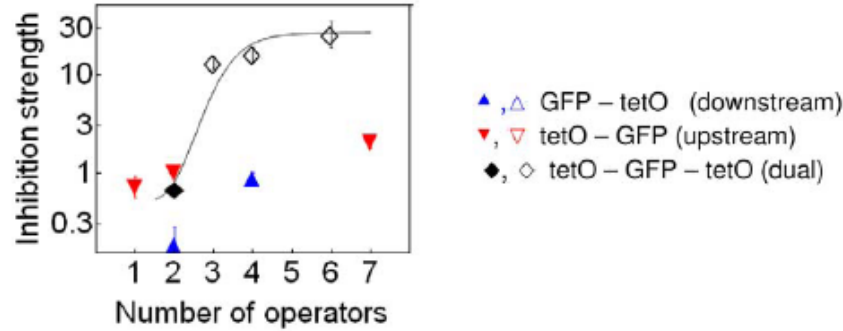 Inhibition strength
30
10
3
1
0.3
1 2 3 4 5 6 7
Number of operators
GFP – tetO (downstream)
tetO – GFP (upstream)
tetO – GFP – tetO (dual)